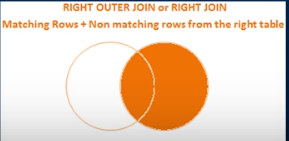 RIGHT OUTER JOIN or RIGHT JOIN
Matching Rows + Non matching rows from the right table